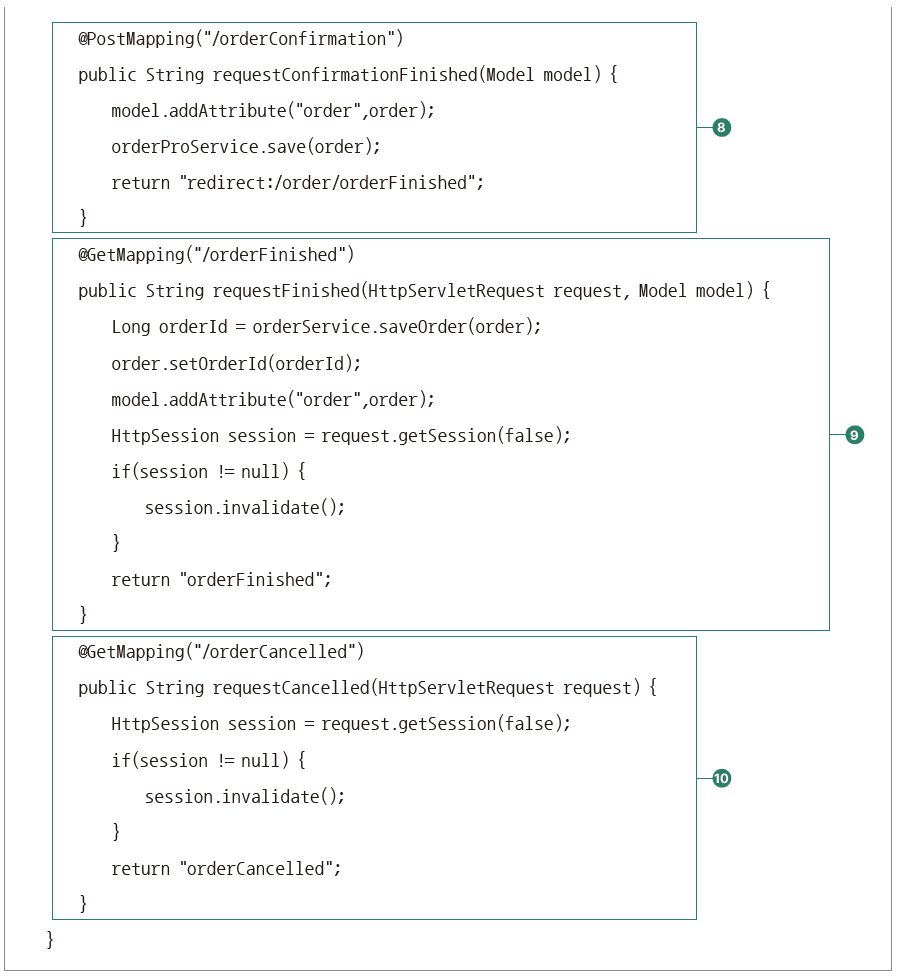 @PostMapping("/orderConfirmation")
public String requestConfirmationFinished(Model model) {
model.addAttribute("order",order);
orderProService.save(order);
return "redirect:/order/orderFinished";
}
8
@GetMapping("/orderFinished")
public String requestFinished(HttpServletRequest request, Model model) {
Long orderId = orderService.saveOrder(order);
order.setOrderId(orderId);
model.addAttribute("order",order);
HttpSession session = request.getSession(false);
if(session != null) {
session.invalidate();
}
return "orderFinished";
}
9
@GetMapping("/orderCancelled")
public String requestCancelled(HttpServletRequest request) {
HttpSession session = request.getSession(false);
if(session != null) {
session.invalidate();
}
return "orderCancelled";
}
10
}